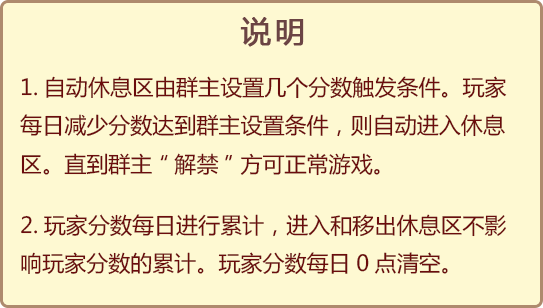 说明
1. 自动休息区由群主设置几个分数触发条件。玩家
每日减少分数达到群主设置条件，则自动进入休息
区。直到群主“解禁”方可正常游戏。
2. 玩家分数每日进行累计，进入和移出休息区不影
响玩家分数的累计。玩家分数每日 0 点清空。